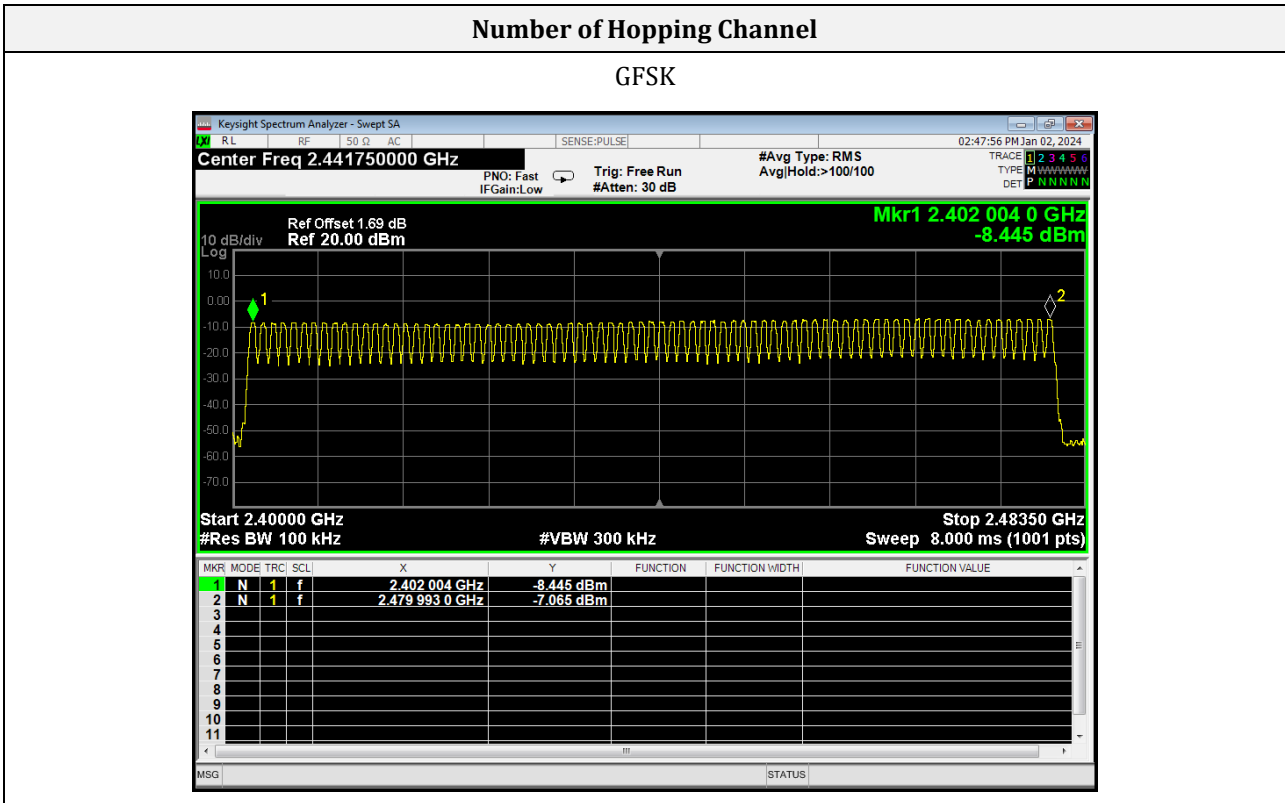 Number of Hopping Channel
GFSK
Keysight Spectrum Analyzer - Swept SA
LXI RL RF 50 Ω AC SENSE:PULSE 02:47:56 PM Jan 02, 2024
Center Freq 2.441750000 GHz #Avg Type: RMS TRACE 1 2 3 4 5 6
PNO: Fast Trig: Free Run Avg|Hold:>100/100 TYPE M WWWWW
IFGain:Low #Atten: 30 dB DET P N N N N N
Mkr1 2.402 004 0 GHz
Ref Offset 1.69 dB
10 dB/div Ref 20.00 dBm -8.445 dBm
Log
10.0
0.00 1 2
-10.0
-20.0
-30.0
-40.0
-50.0
-60.0
-70.0
Start 2.40000 GHz Stop 2.48350 GHz
#Res BW 100 kHz #VBW 300 kHz Sweep 8.000 ms (1001 pts)
MKR MODE TRC SCL X Y FUNCTION FUNCTION WIDTH FUNCTION VALUE
1 N 1 f 2.402 004 GHz -8.445 dBm
2 N 1 f 2.479 993 0 GHz -7.065 dBm
3
4
5
6
7
8
9
10
11
MSG STATUS